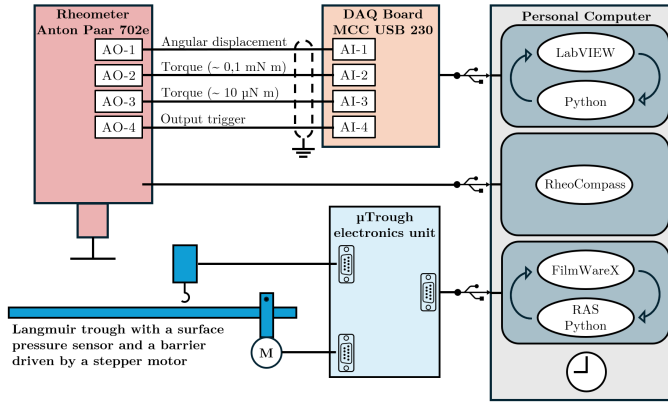 Rheometer
Anton Paar 702e
DAQ Board
MCC USB 230
Personal Computer
AO-1
Angular displacement
AI-1
AO-2
Torque (~ 0,1 mN m)
AI-2
AO-3
Torque (~ 10 µN m)
AI-3
AO-4
Output trigger
AI-4
LabVIEW
Python
RheoCompass
µTrough
electronics unit
FilmWareX
RAS
Python
Langmuir trough with a surface
pressure sensor and a barrier
driven by a stepper motor
M